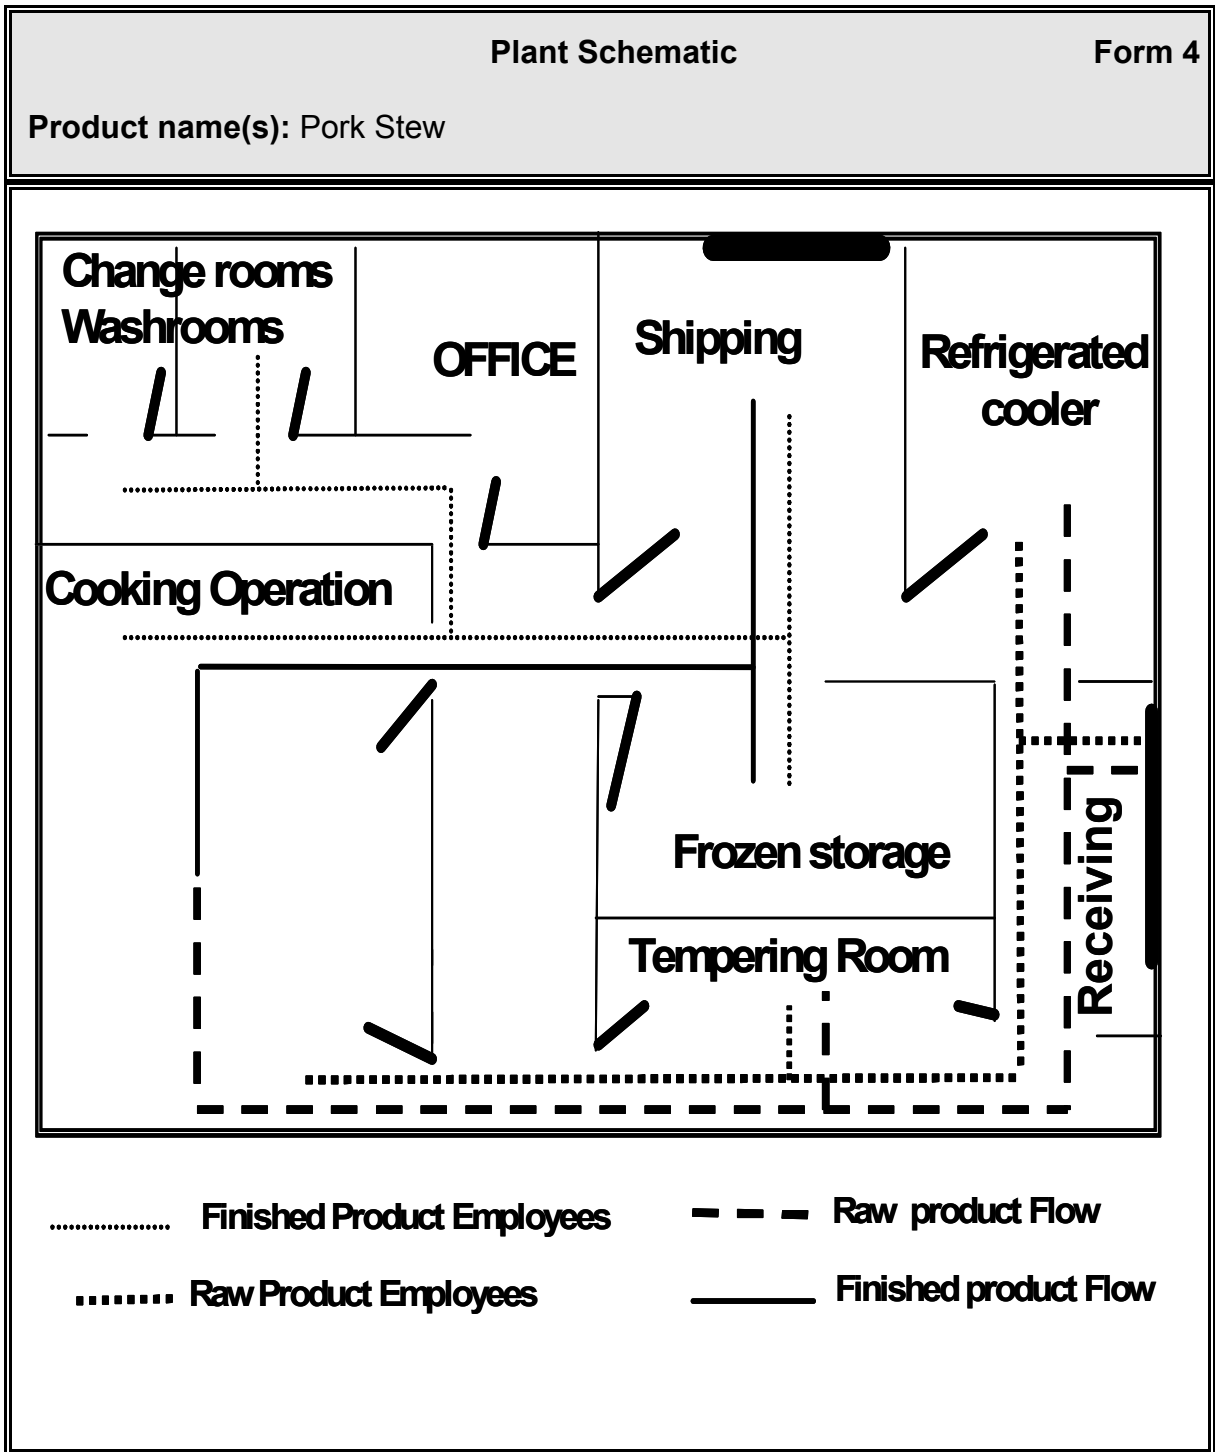 Plant Schematic Form 4
Product name(s): Pork Stew
Change rooms
Washrooms
OFFICE
Shipping
Refrigerated
cooler
Cooking Operation
Frozen storage
Tempering Room
Receiving
Finished Product Employees
Raw product Flow
Raw Product Employees
Finished product Flow